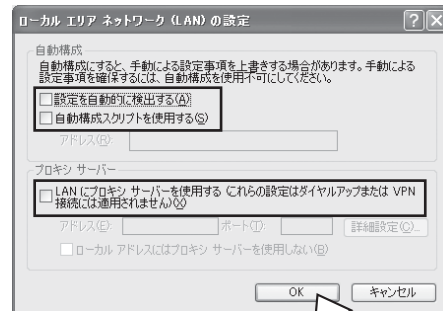 ローカル エリア ネットワーク (LAN) の設定
自動構成
自動構成にすると、手動による設定事項を上書きする場合があります。手動による
設定事項を確保するには、自動構成を使用不可にしてください。
設定を自動的に検出する(A)
自動構成スクリプトを使用する(S)
アドレス(R)
プロキシ サーバー
LAN にプロキシ サーバーを使用する (これらの設定はダイヤルアップまたは VPN
接続には適用されません)(X)
アドレス(E): ポート(T): 詳細設定(C)...
ローカル アドレスにはプロキシ サーバーを使用しない(B)
OK キャンセル